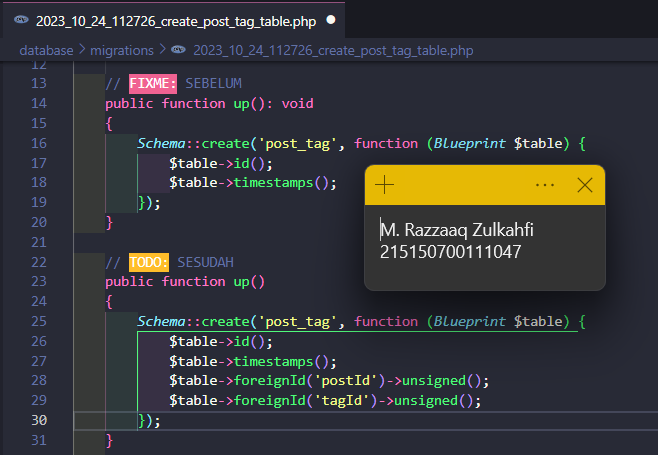 2023_10_24_112726_create_post_tag_table.php
database > migrations > 2023_10_24_112726_create_post_tag_table.php
12
13 // FIXME: SEBELUM
14 public function up(): void
15 {
16 Schema::create('post_tag', function (Blueprint $table) {
17 $table->id();
18 $table->timestamps();
19 });
20 }
21
22 // TODO: SESUDAH
23 public function up()
24 {
25 Schema::create('post_tag', function (Blueprint $table) {
26 $table->id();
27 $table->timestamps();
28 $table->foreignId('postId')->unsigned();
29 $table->foreignId('tagId')->unsigned();
30 });
31 }
M. Razzaaq Zulkahfi
215150700111047